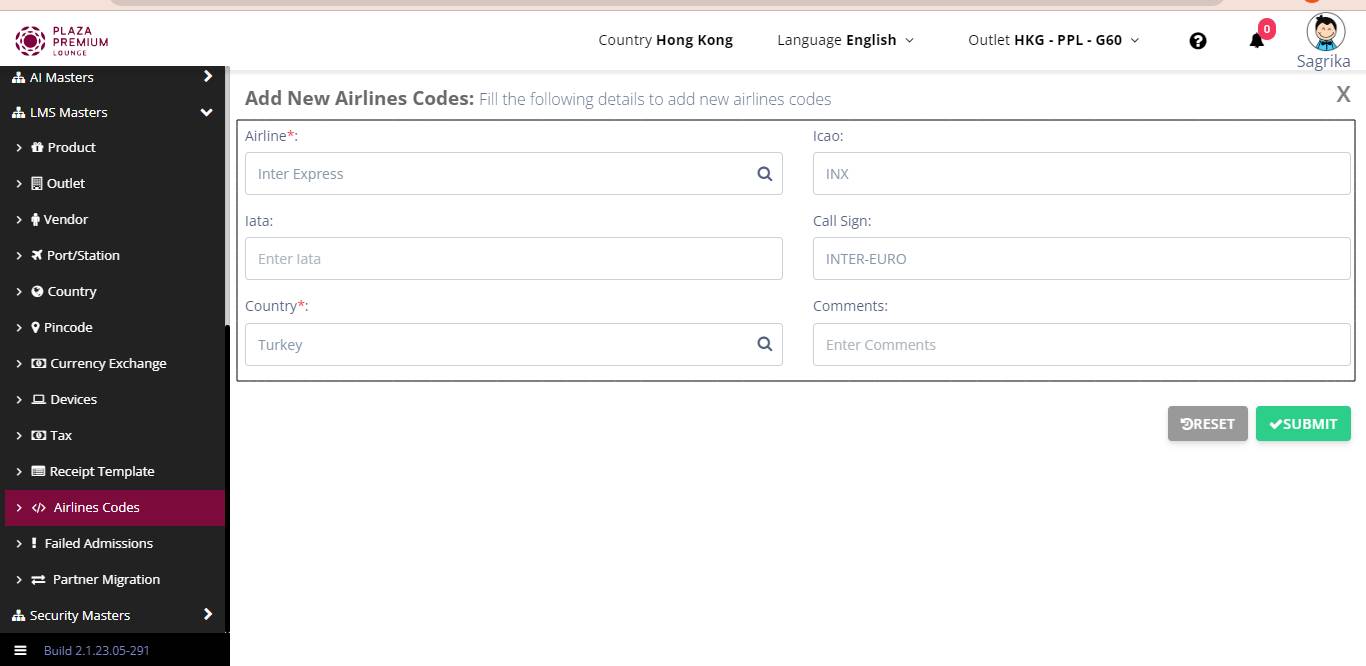 PLAZA
PREMIUM
LOUNGE
Country Hong Kong
Language English
Outlet HKG - PPL - G60
0
Sagrika
AI Masters
LMS Masters
Product
Outlet
Vendor
Port/Station
Country
Pincode
Currency Exchange
Devices
Tax
Receipt Template
Airlines Codes
Failed Admissions
Partner Migration
Security Masters
Build 2.1.23.05-291
Add New Airlines Codes: Fill the following details to add new airlines codes
X
Airline*:
Inter Express
Icao:
INX
Iata:
Enter Iata
Call Sign:
INTER-EURO
Country*:
Turkey
Comments:
Enter Comments
RESET
SUBMIT